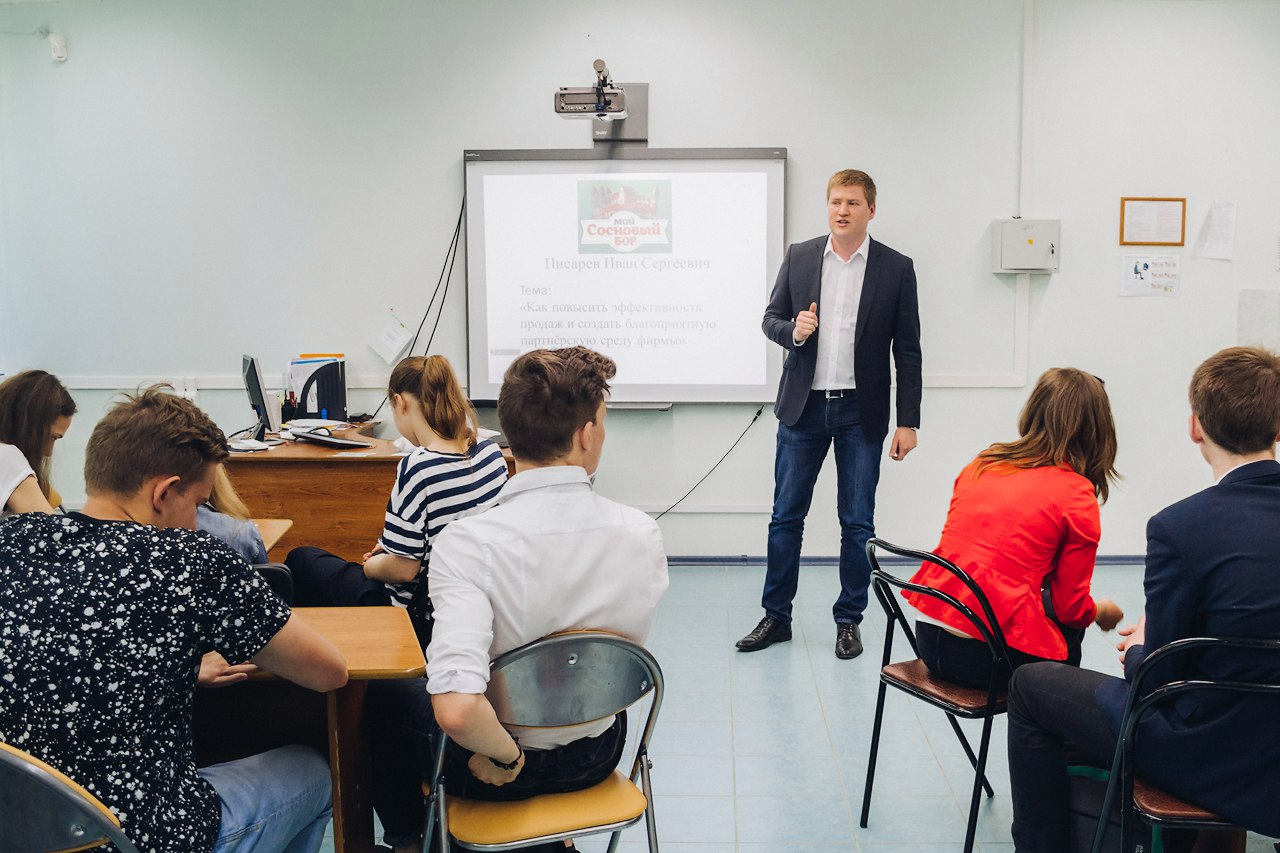 МОЙ
Сосновый
БОР
Писарев Иван Сергеевич
Тема:
«Как повысить эффективность
продаж и создать благоприятную
партнёрскую среду фирмы»